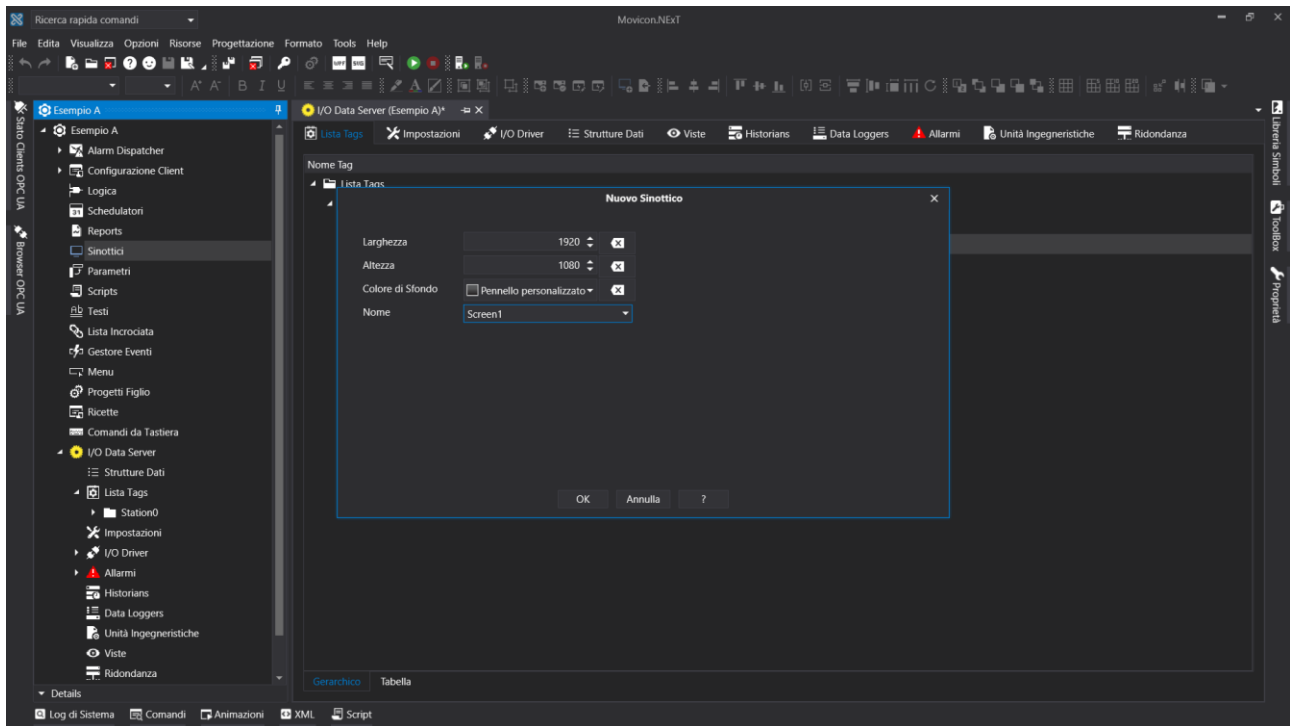 Ricerca rapida comandi
Movicon.NExT
File Edita Visualizza Opzioni Risorse Progettazione Formato Tools Help
Esempio A
I/O Data Server (Esempio A)*
Esempio A
Alarm Dispatcher
Configurazione Client
Logica
Schedulatori
Reports
Sinottici
Parametri
Scripts
Testi
Lista Incrociata
Gestore Eventi
Menu
Progetti Figlio
Ricette
Comandi da Tastiera
I/O Data Server
Strutture Dati
Lista Tags
Station0
Impostazioni
I/O Driver
Allarmi
Historians
Data Loggers
Unità Ingegneristiche
Viste
Ridondanza
Details
Lista Tags Impostazioni I/O Driver Strutture Dati Viste Historians Data Loggers Allarmi Unità Ingegneristiche Ridondanza
Nome Tag
Lista Tags
Nuovo Sinottico
Larghezza 1920
Altezza 1080
Colore di Sfondo Pennello personalizzato
Nome Screen1
OK Annulla ?
Gerarchico Tabella
Log di Sistema Comandi Animazioni XML Script
Stato Clients OPC UA
Browser OPC UA
Libreria Simboli
ToolBox
Proprietà